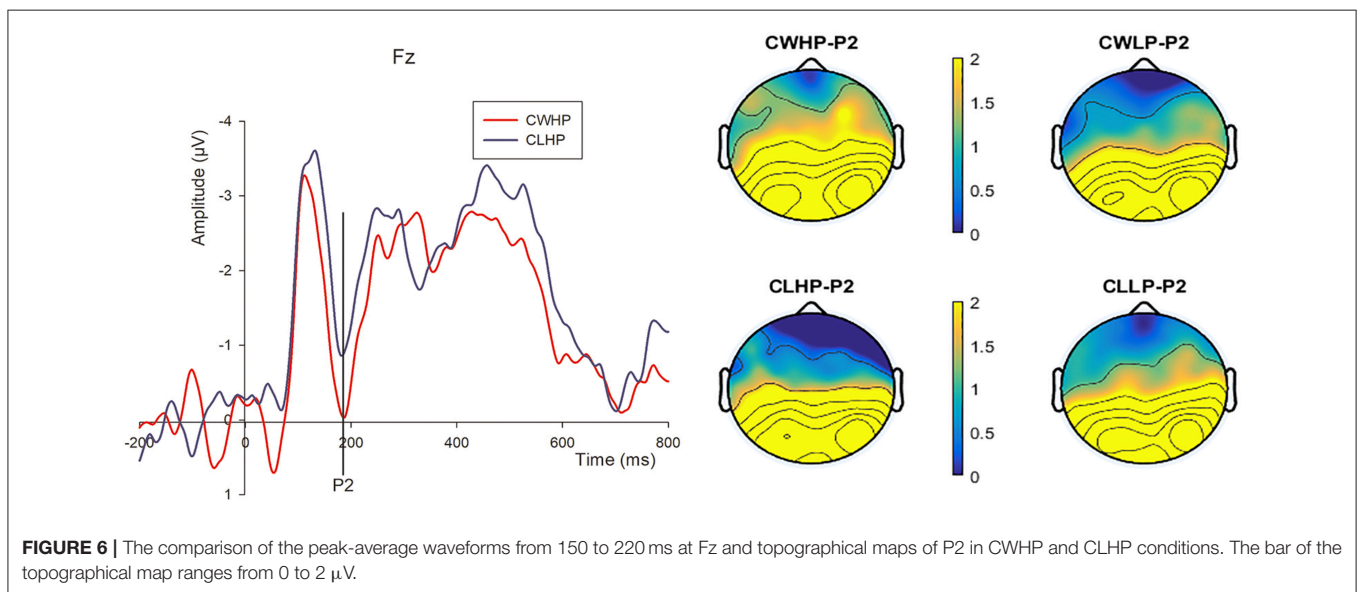 Fz
CWHP
CLHP
Amplitude (µV)
-4
-3
-2
-1
0
1
-200
0
200
400
600
800
Time (ms)
P2
CWHP-P2
CWLP-P2
2
1.5
1
0.5
0
CLHP-P2
CLLP-P2
2
1.5
1
0.5
0
FIGURE 6 | The comparison of the peak-average waveforms from 150 to 220 ms at Fz and topographical maps of P2 in CWHP and CLHP conditions. The bar of the
topographical map ranges from 0 to 2 µV.